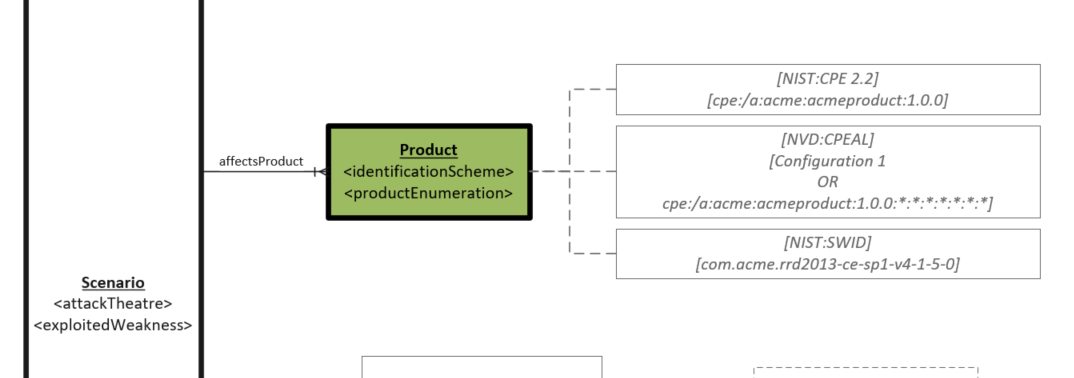 [NIST:CPE 2.2]
[cpe:/a:acme:acmeproduct:1.0.0]
affectsProduct
Product
<identificationScheme>
<productEnumeration>
[NVD:CPEAL]
[Configuration 1
OR
cpe:/a:acme:acmeproduct:1.0.0:*:*:*:*:*:*:*]
[NIST:SWID]
[com.acme.rrd2013-ce-sp1-v4-1-5-0]
Scenario
<attackTheatre>
<exploitedWeakness>